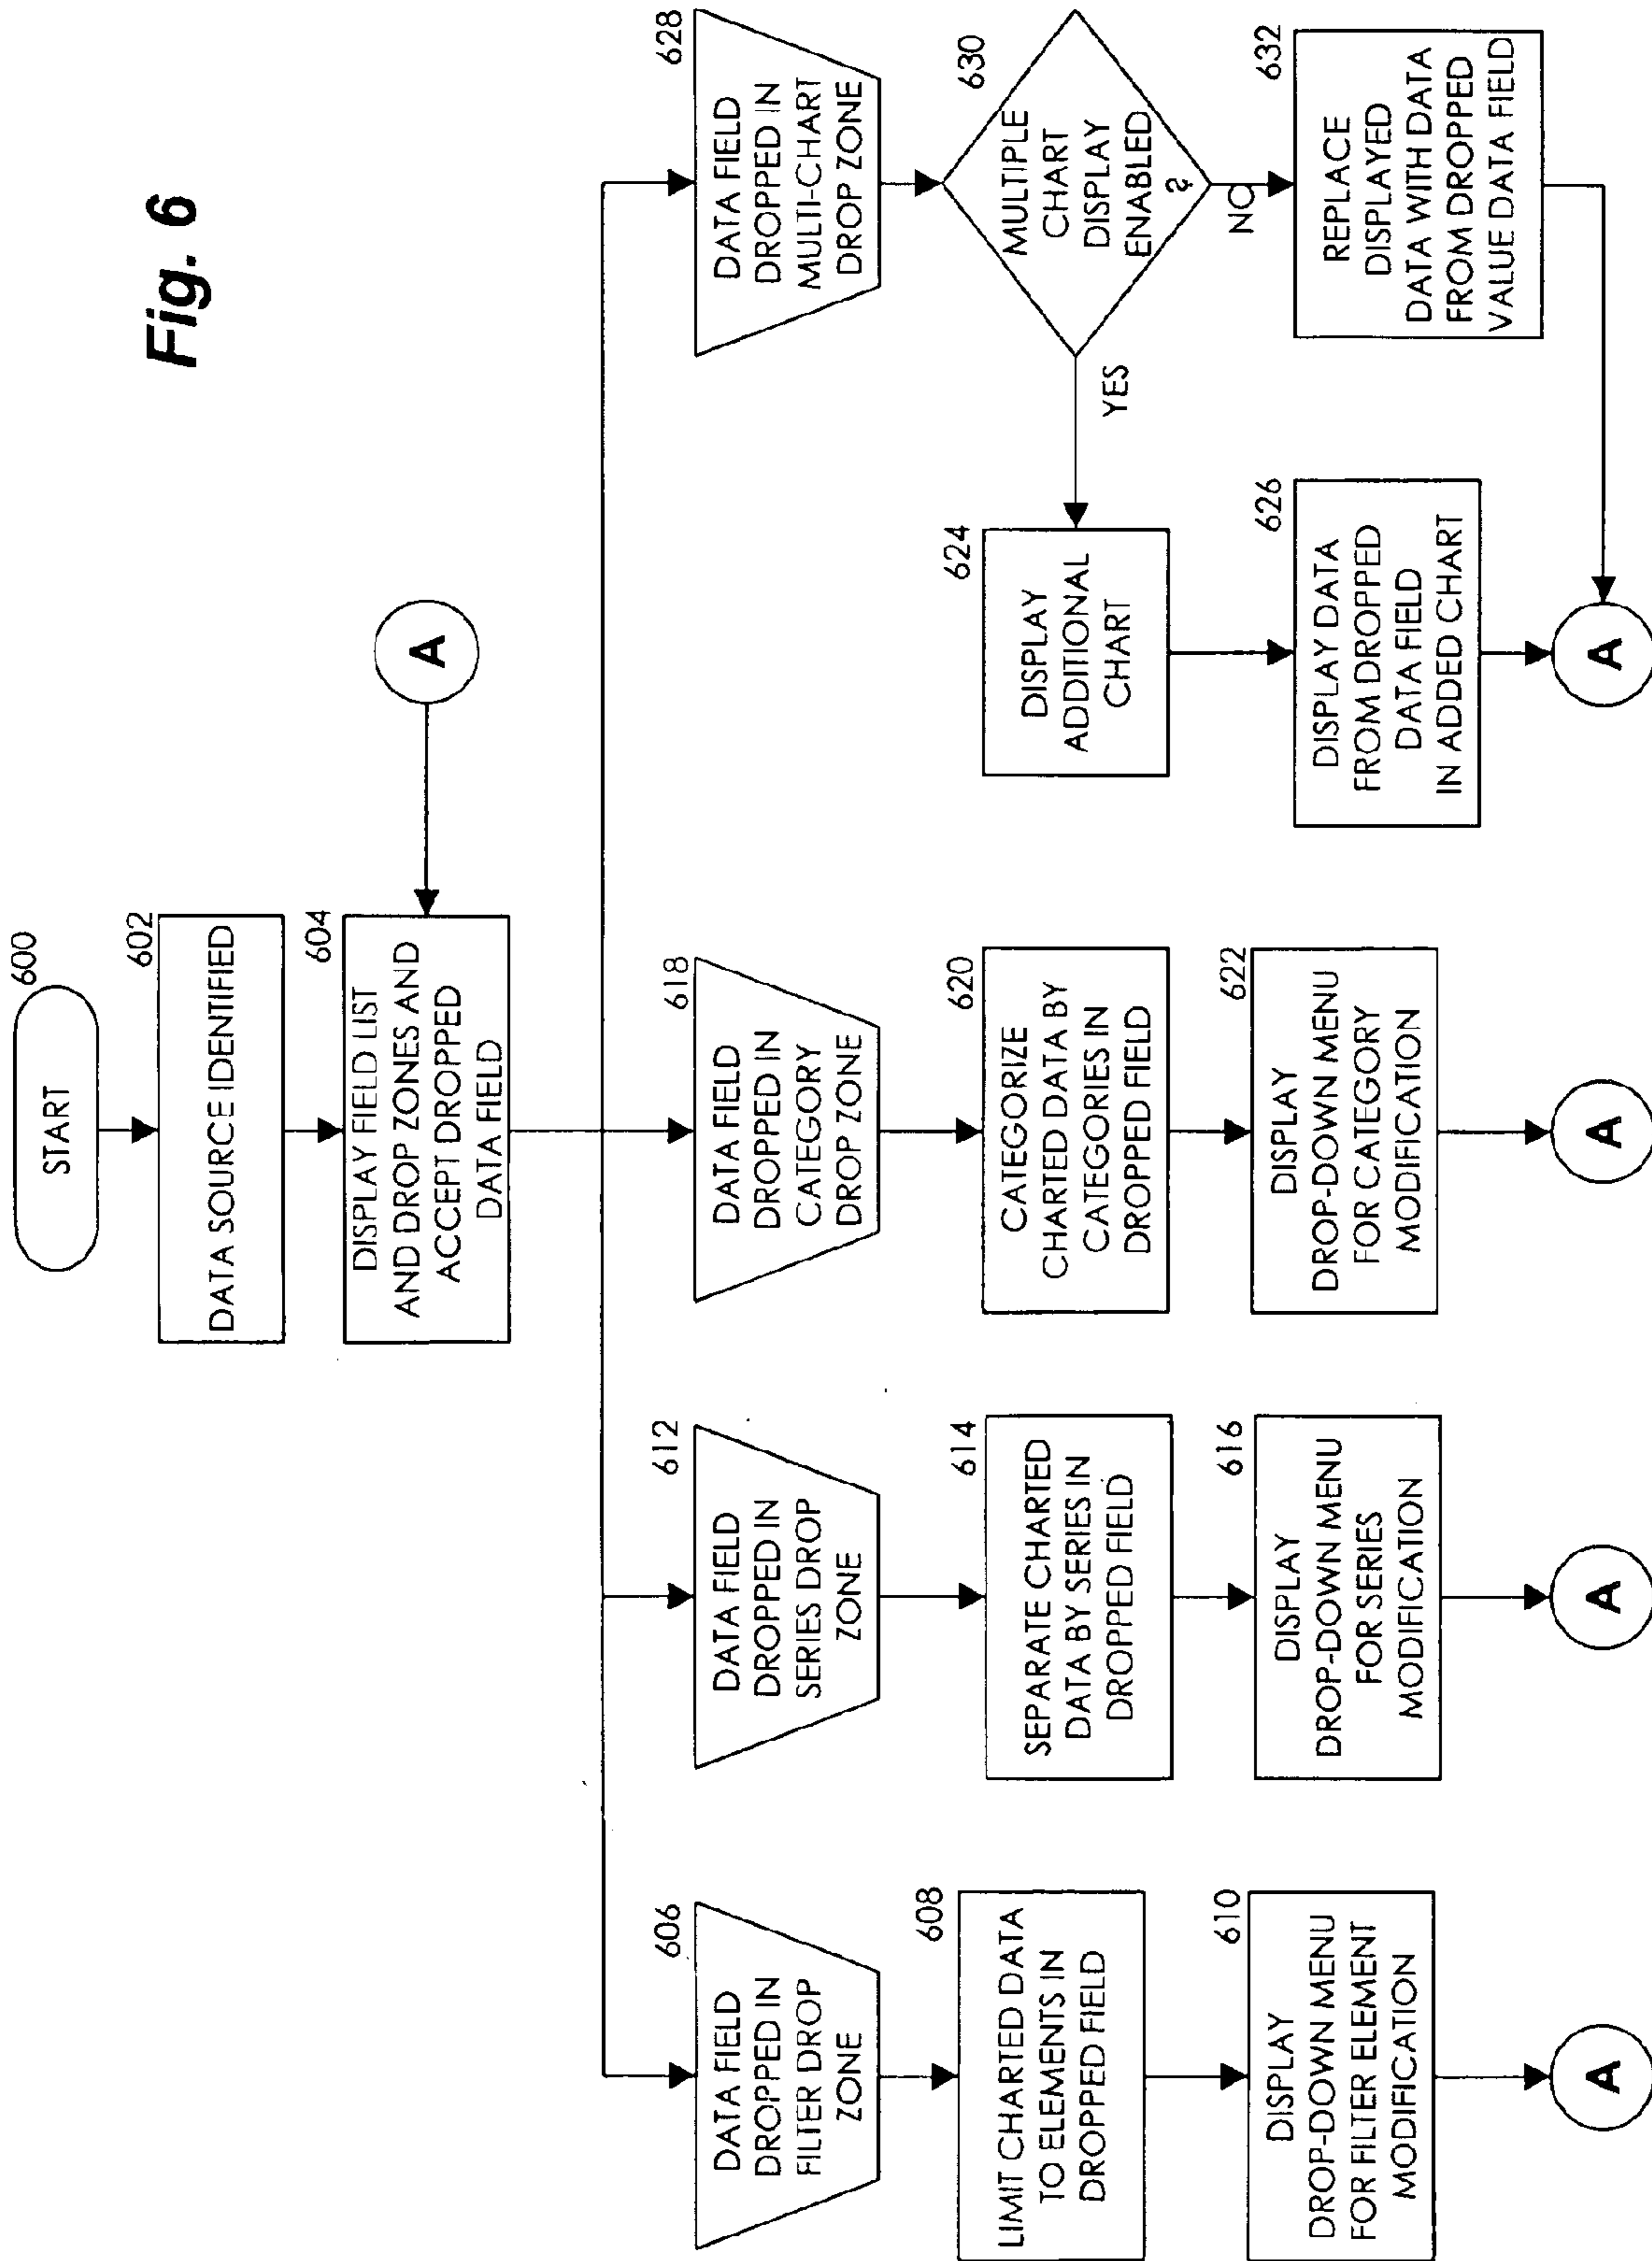 Fig. 6
600
START
602
DATA SOURCE IDENTIFIED
604
DISPLAY FIELD LIST
AND DROP ZONES AND
ACCEPT DROPPED
DATA FIELD
A
606
DATA FIELD
DROPPED IN
FILTER DROP
ZONE
608
LIMIT CHARTED DATA
TO ELEMENTS IN
DROPPED FIELD
610
DISPLAY
DROP-DOWN MENU
FOR FILTER ELEMENT
MODIFICATION
A
612
DATA FIELD
DROPPED IN
SERIES DROP
ZONE
614
SEPARATE CHARTED
DATA BY SERIES IN
DROPPED FIELD
616
DISPLAY
DROP-DOWN MENU
FOR SERIES
MODIFICATION
A
618
DATA FIELD
DROPPED IN
CATEGORY
DROP ZONE
620
CATEGORIZE
CHARTED DATA BY
CATEGORIES IN
DROPPED FIELD
622
DISPLAY
DROP-DOWN MENU
FOR CATEGORY
MODIFICATION
A
628
DATA FIELD
DROPPED IN
MULTI-CHART
DROP ZONE
630
MULTIPLE
CHART
DISPLAY
ENABLED
?
YES
NO
624
DISPLAY
ADDITIONAL
CHART
626
DISPLAY DATA
FROM DROPPED
DATA FIELD
IN ADDED CHART
A
632
REPLACE
DISPLAYED
DATA WITH DATA
FROM DROPPED
VALUE DATA FIELD